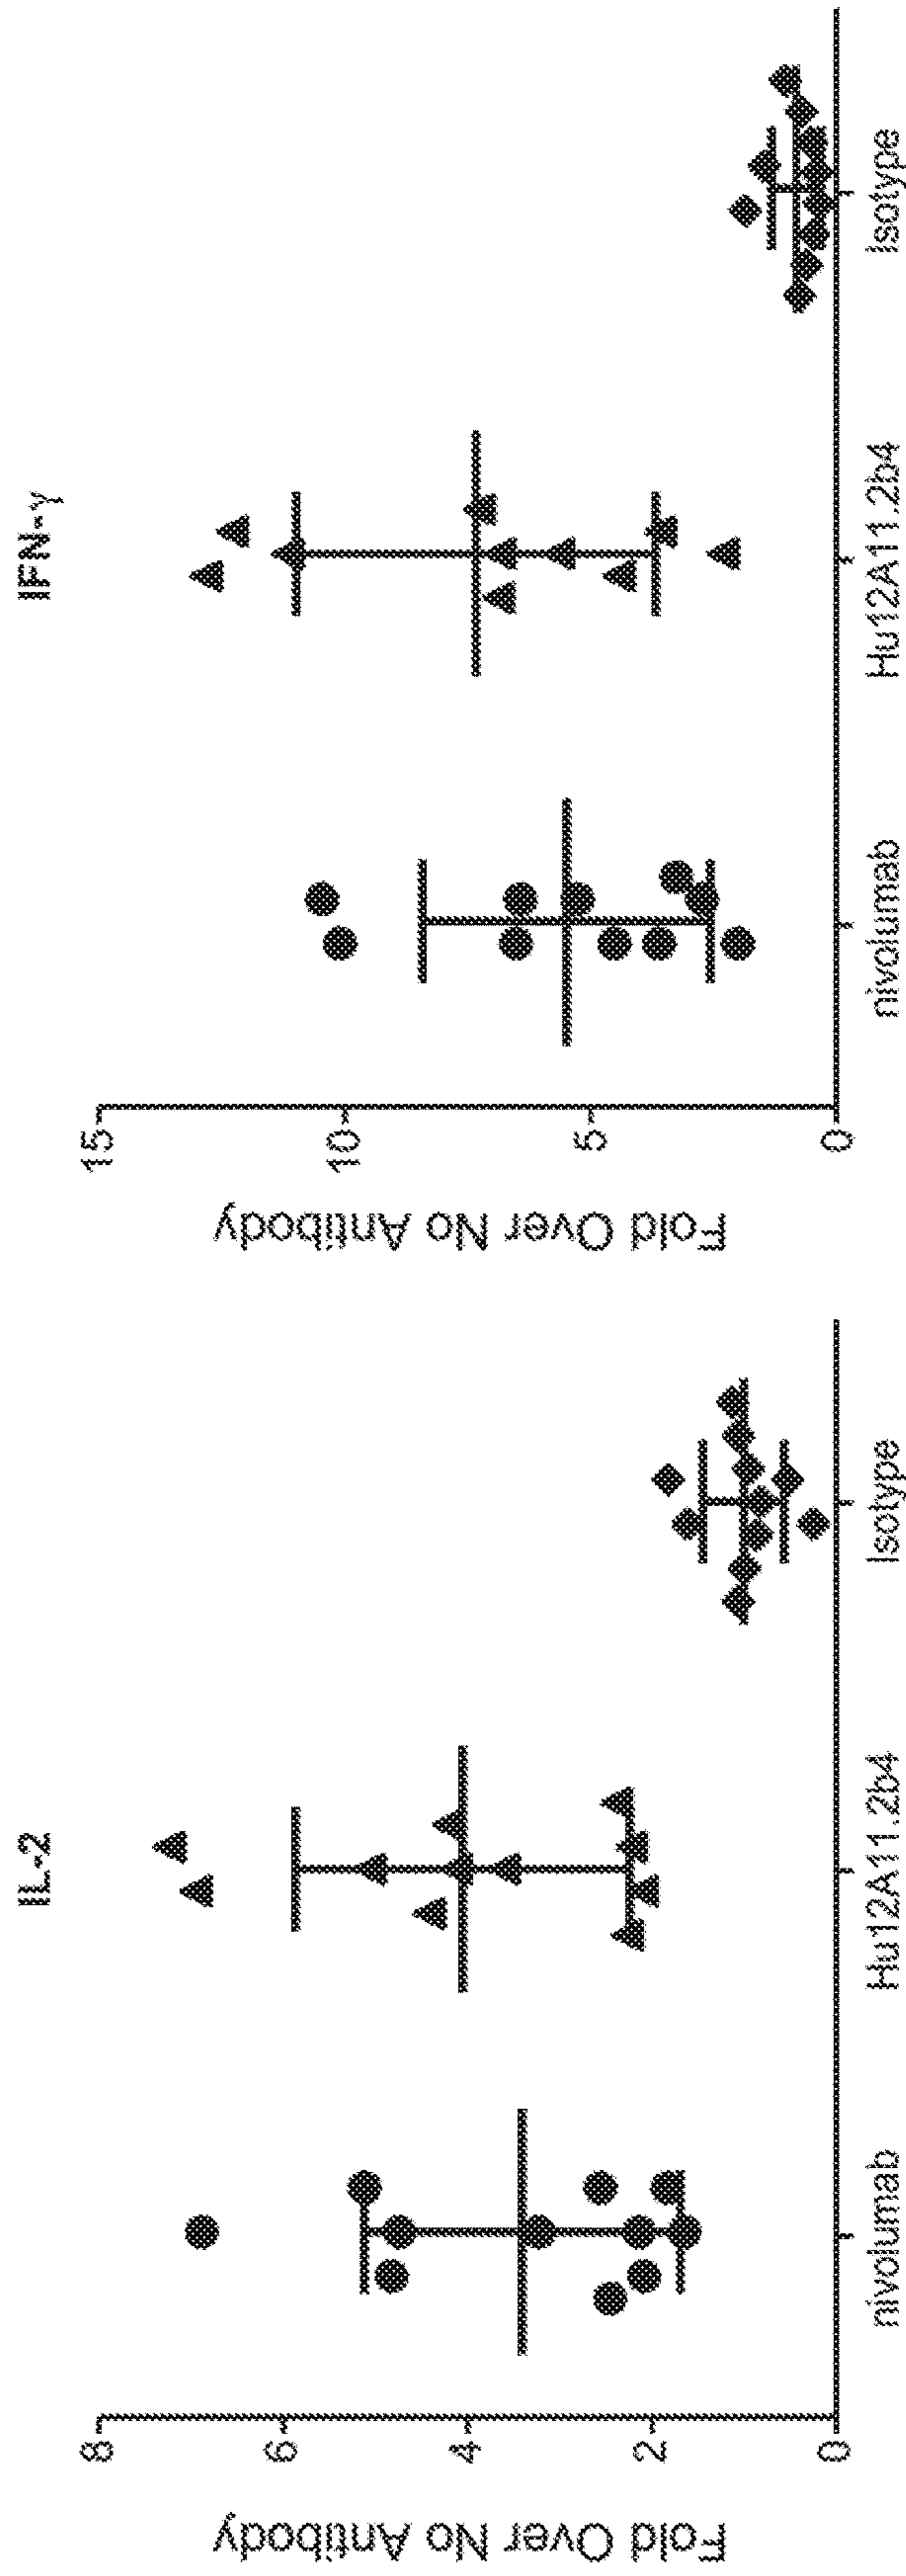 IL-2
Fold Over No Antibody
8
6
4
2
0
nivolumab
Hu12A11.2b4
Isotype
IFN-γ
Fold Over No Antibody
15
10
5
0
nivolumab
Hu12A11.2b4
Isotype